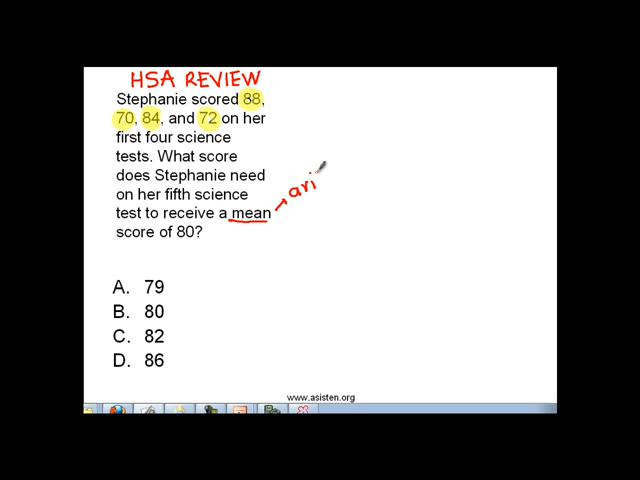 HSA REVIEW
Stephanie scored 88,
70, 84, and 72 on her
first four science
tests. What score
does Stephanie need
on her fifth science
test to receive a mean → ari
score of 80?
A. 79
B. 80
C. 82
D. 86
www.asisten.org